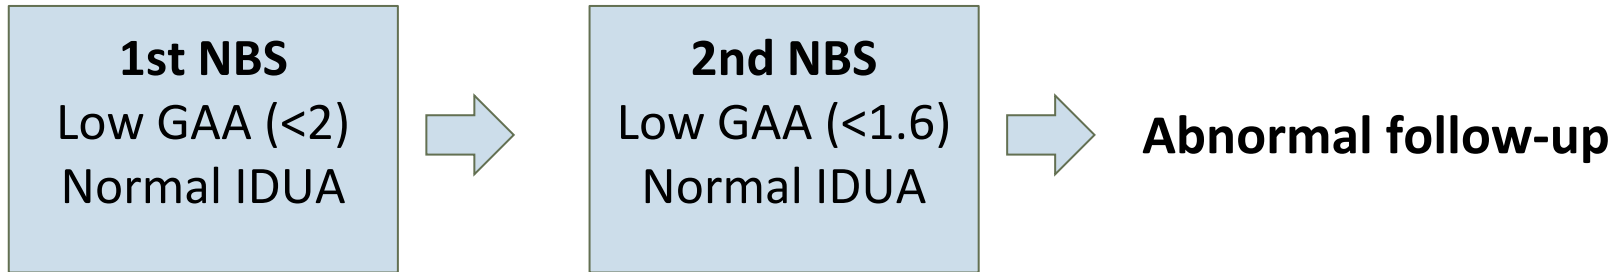 1st NBS
Low GAA (<2)
Normal IDUA
2nd NBS
Low GAA (<1.6)
Normal IDUA
Abnormal follow-up